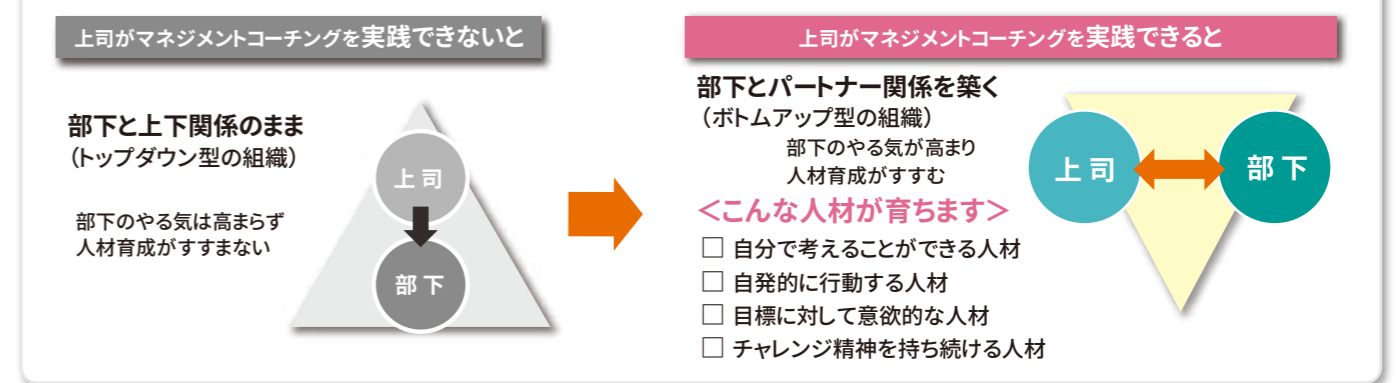 上司がマネジメントコーチングを実践できないと
部下と上下関係のまま
（トップダウン型の組織）
部下のやる気は高まらず
人材育成がすすまない
上司
部下
上司がマネジメントコーチングを実践できると
部下とパートナー関係を築く
（ボトムアップ型の組織）
部下のやる気が高まり
人材育成がすすむ
＜こんな人材が育ちます＞
□ 自分で考えることができる人材
□ 自発的に行動する人材
□ 目標に対して意欲的な人材
□ チャレンジ精神を持ち続ける人材
上司
部下